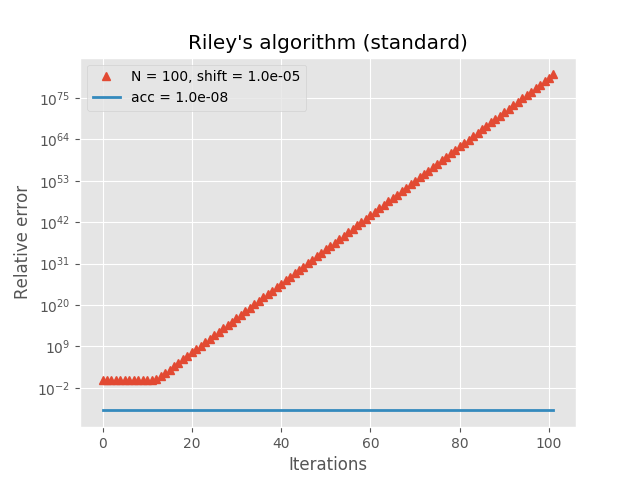 Riley's algorithm (standard)
N = 100, shift = 1.0e-05
acc = 1.0e-08
Relative error
10^75
10^64
10^53
10^42
10^31
10^20
10^9
10^-2
0 20 40 60 80 100
Iterations